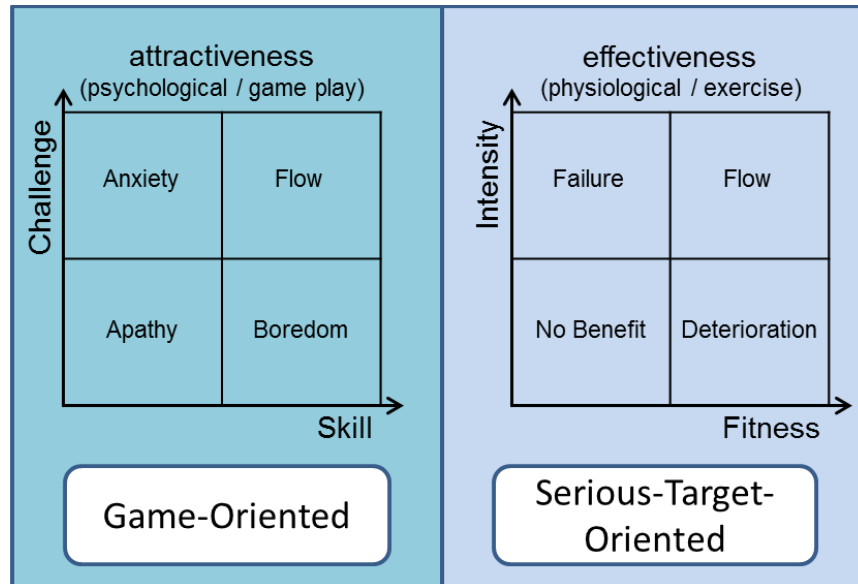 attractiveness
(psychological / game play)
Challenge
Anxiety
Flow
Apathy
Boredom
Skill
Game-Oriented
effectiveness
(physiological / exercise)
Intensity
Failure
Flow
No Benefit
Deterioration
Fitness
Serious-Target-
Oriented